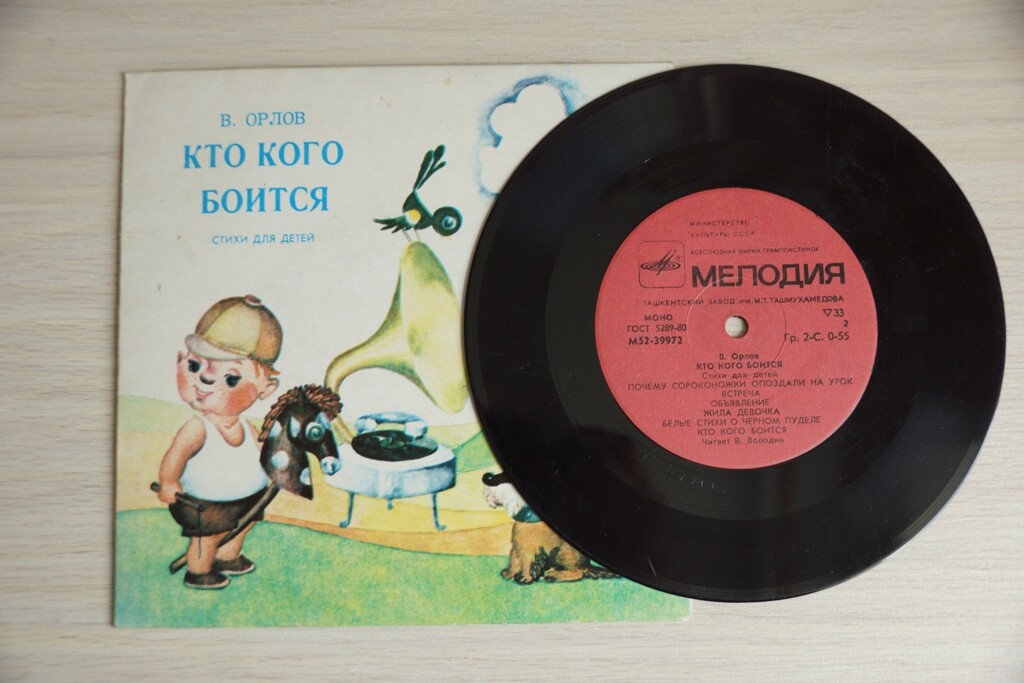 В. ОРЛОВ
КТО КОГО
БОИТСЯ
СТИХИ ДЛЯ ДЕТЕЙ
МИНИСТЕРСТВО
КУЛЬТУРЫ СССР
ВСЕСОЮЗНАЯ ФИРМА ГРАМПЛАСТИНОК
МЕЛОДИЯ
ТАШКЕНТСКИЙ ЗАВОД ИМ. М.Т. ТАШМУХАМЕДОВА
МОНО ▽33
ГОСТ 5289-80 2
М52-39972 Гр. 2-С. 0-55
В. Орлов
КТО КОГО БОИТСЯ
Стихи для детей
ПОЧЕМУ СОРОКОНОЖКИ ОПОЗДАЛИ НА УРОК
ВСТРЕЧА
ОБЪЯВЛЕНИЕ
ЖИЛА ДЕВОЧКА
БЕЛЫЕ СТИХИ О ЧЕРНОМ ПУДЕЛЕ
КТО КОГО БОИТСЯ
Читает В. Володин